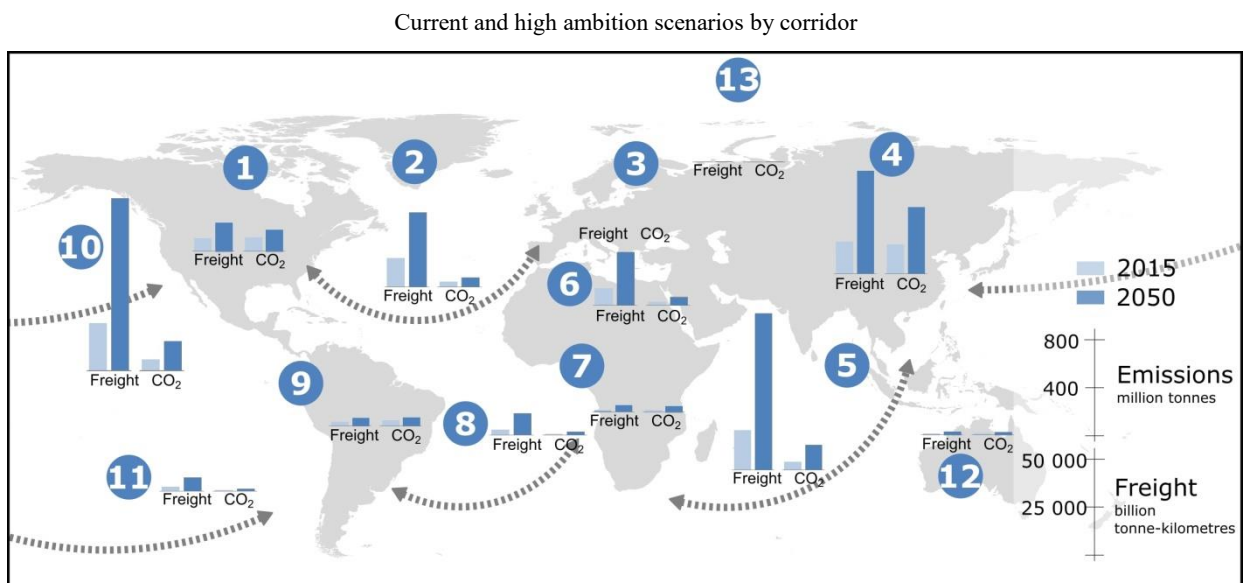 Current and high ambition scenarios by corridor
13
1
2
3
4
Freight CO₂
10
Freight CO₂
Freight CO₂
Freight CO₂
6
Freight CO₂
Freight CO₂
2015
2050
Freight CO₂
9
7
5
800
400
Emissions
million tonnes
Freight CO₂
8
Freight CO₂
Freight CO₂
Freight CO₂
Freight CO₂
11
Freight CO₂
12
50 000
25 000
Freight
billion
tonne-kilometres